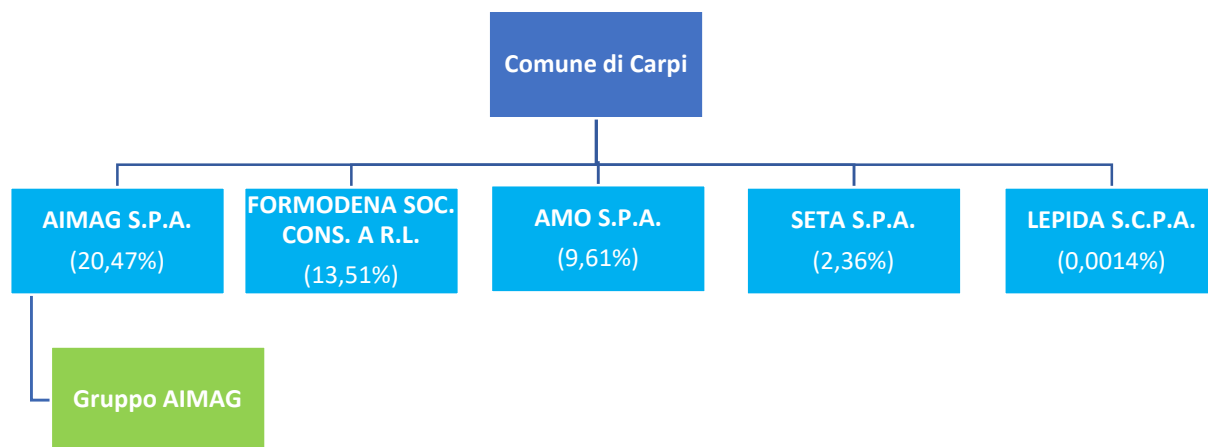 Comune di Carpi
AIMAG S.P.A.
(20,47%)
FORMODENA SOC.
CONS. A R.L.
(13,51%)
AMO S.P.A.
(9,61%)
SETA S.P.A.
(2,36%)
LEPIDA S.C.P.A.
(0,0014%)
Gruppo AIMAG